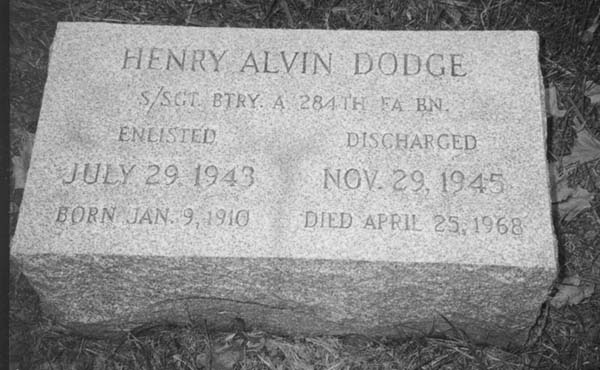 HENRY ALVIN DODGE
S/SGT. BTRY. A 284TH FA BN.
ENLISTED DISCHARGED
JULY 29 1943 NOV. 29, 1945
BORN JAN. 9, 1910 DIED APRIL 25, 1968